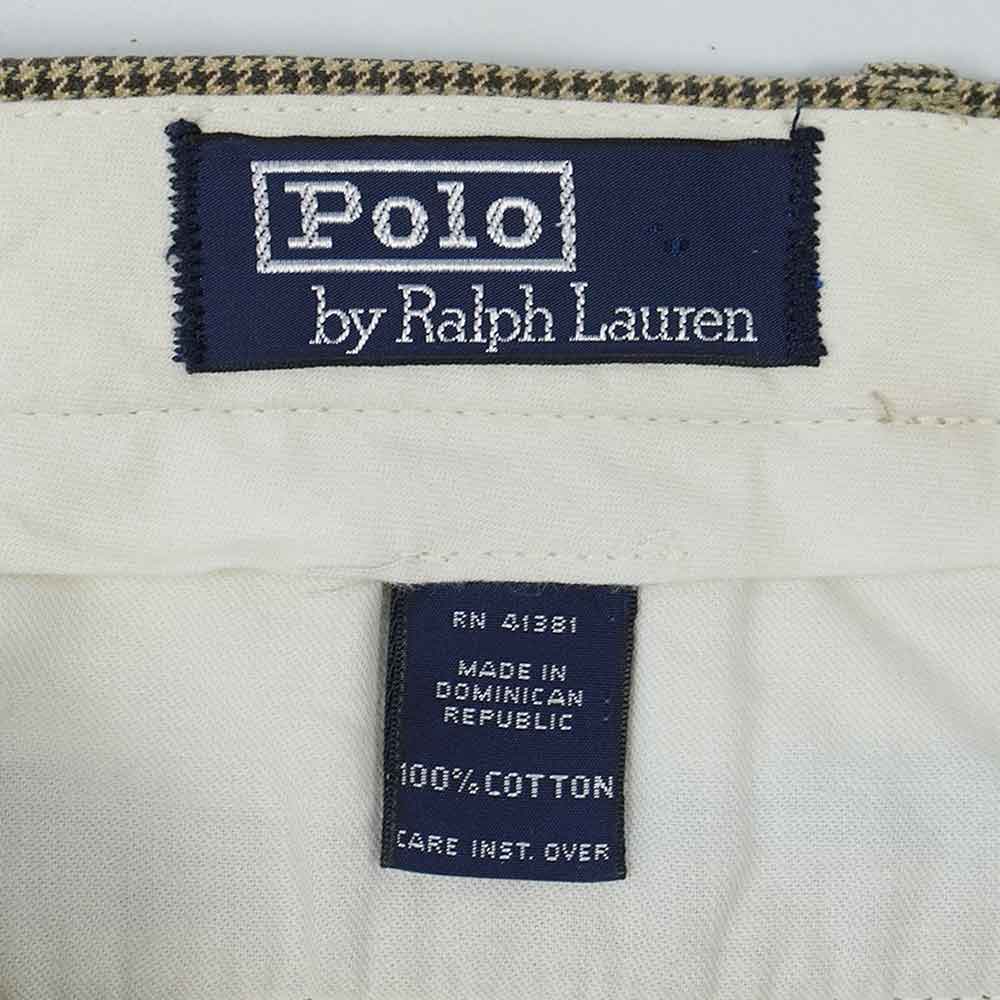 Polo
by Ralph Lauren
RN 41381
MADE IN
DOMINICAN
REPUBLIC
100% COTTON
CARE INST. OVER